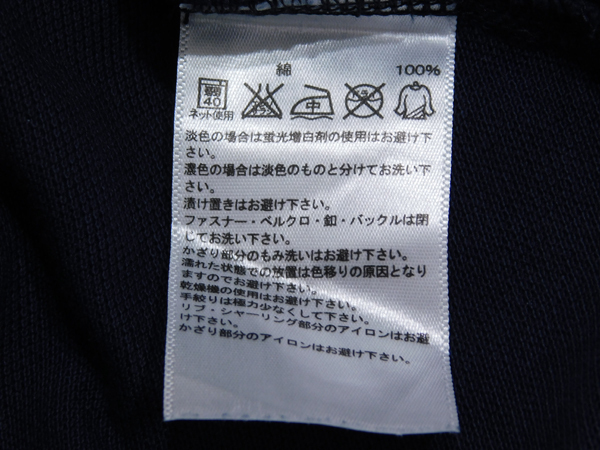 綿 100%
40 中 ドライ
ネット使用
淡色の場合は蛍光増白剤の使用はお避け下
さい。
濃色の場合は淡色のものと分けてお洗い下
さい。
漬け置きはお避け下さい。
ファスナー・ベルクロ・釦・バックルは閉
じてお洗い下さい。
かざり部分のもみ洗いはお避け下さい。
濡れた状態での放置は色移りの原因となり
ますのでお避け下さい。
乾燥機の使用はお避け下さい。
手絞りは極力少なくして下さい。
リブ・シャーリング部分のアイロンはお避
け下さい。
かざり部分のアイロンはお避け下さい。